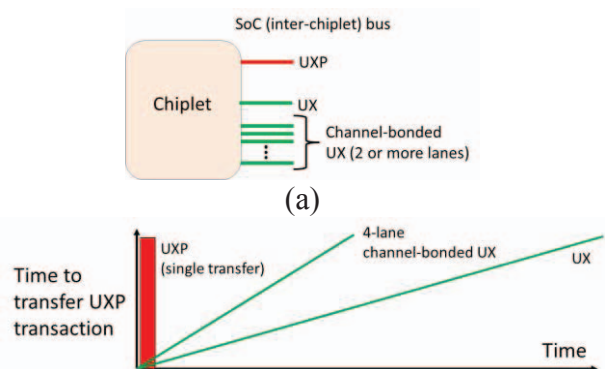 SoC (inter-chiplet) bus
UXP
Chiplet
UX
Channel-bonded
UX (2 or more lanes)
(a)
4-lane
channel-bonded UX
UXP
(single transfer)
UX
Time to
transfer UXP
transaction
Time